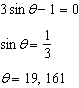 3 sin θ − 1 = 0
sin θ = 1/3
θ = 19, 161